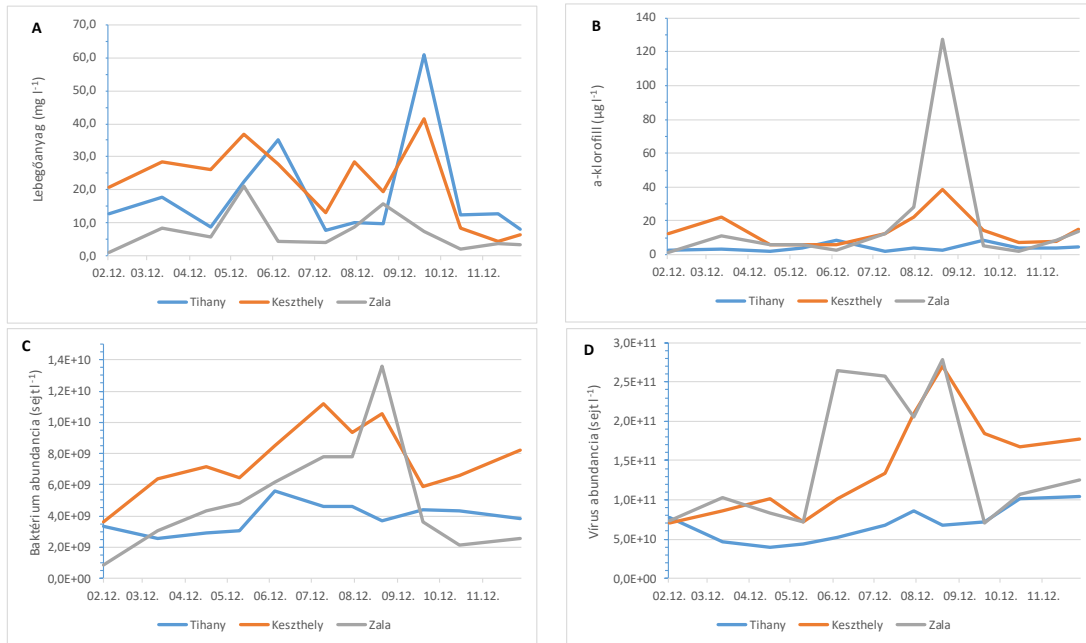 A
Lebegőanyag (mg l-1)
70,0
60,0
50,0
40,0
30,0
20,0
10,0
0,0
02.12. 03.12. 04.12. 05.12. 06.12. 07.12. 08.12. 09.12. 10.12. 11.12.
Tihany Keszthely Zala
B
a-klorofill (µg l-1)
140
120
100
80
60
40
20
0
02.12. 03.12. 04.12. 05.12. 06.12. 07.12. 08.12. 09.12. 10.12. 11.12.
Tihany Keszthely Zala
C
Baktérium abundancia (sejt l-1)
1,4E+10
1,2E+10
1,0E+10
8,0E+09
6,0E+09
4,0E+09
2,0E+09
0,0E+00
02.12. 03.12. 04.12. 05.12. 06.12. 07.12. 08.12. 09.12. 10.12. 11.12.
Tihany Keszthely Zala
D
Vírus abundancia (sejt l-1)
3,0E+11
2,5E+11
2,0E+11
1,5E+11
1,0E+11
5,0E+10
0,0E+00
02.12. 03.12. 04.12. 05.12. 06.12. 07.12. 08.12. 09.12. 10.12. 11.12.
Tihany Keszthely Zala